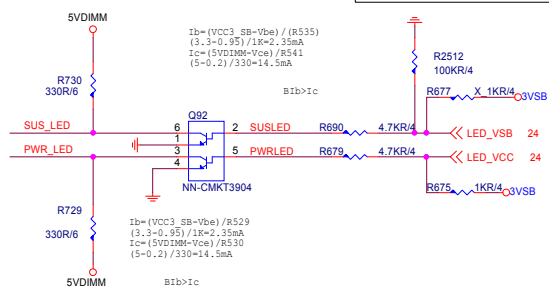 5VDIMM
Ib=(VCC3_SB-Vbe)/(R535)
(3.3-0.95)/1K=2.35mA
Ic=(5VDIMM-Vce)/R541
(5-0.2)/330=14.5mA
BIb>Ic
R2512
100KR/4
R730
330R/6
R677
X_1KR/4
3VSB
Q92
SUS_LED
6
2
SUSLED
R690
4.7KR/4
LED_VSB
24
1
PWR_LED
3
5
PWRLED
R679
4.7KR/4
LED_VCC
24
4
NN-CMKT3904
R675
1KR/4
3VSB
R729
330R/6
Ib=(VCC3_SB-Vbe)/R529
(3.3-0.95)/1K=2.35mA
Ic=(5VDIMM-Vce)/R530
(5-0.2)/330=14.5mA
5VDIMM
BIb>Ic